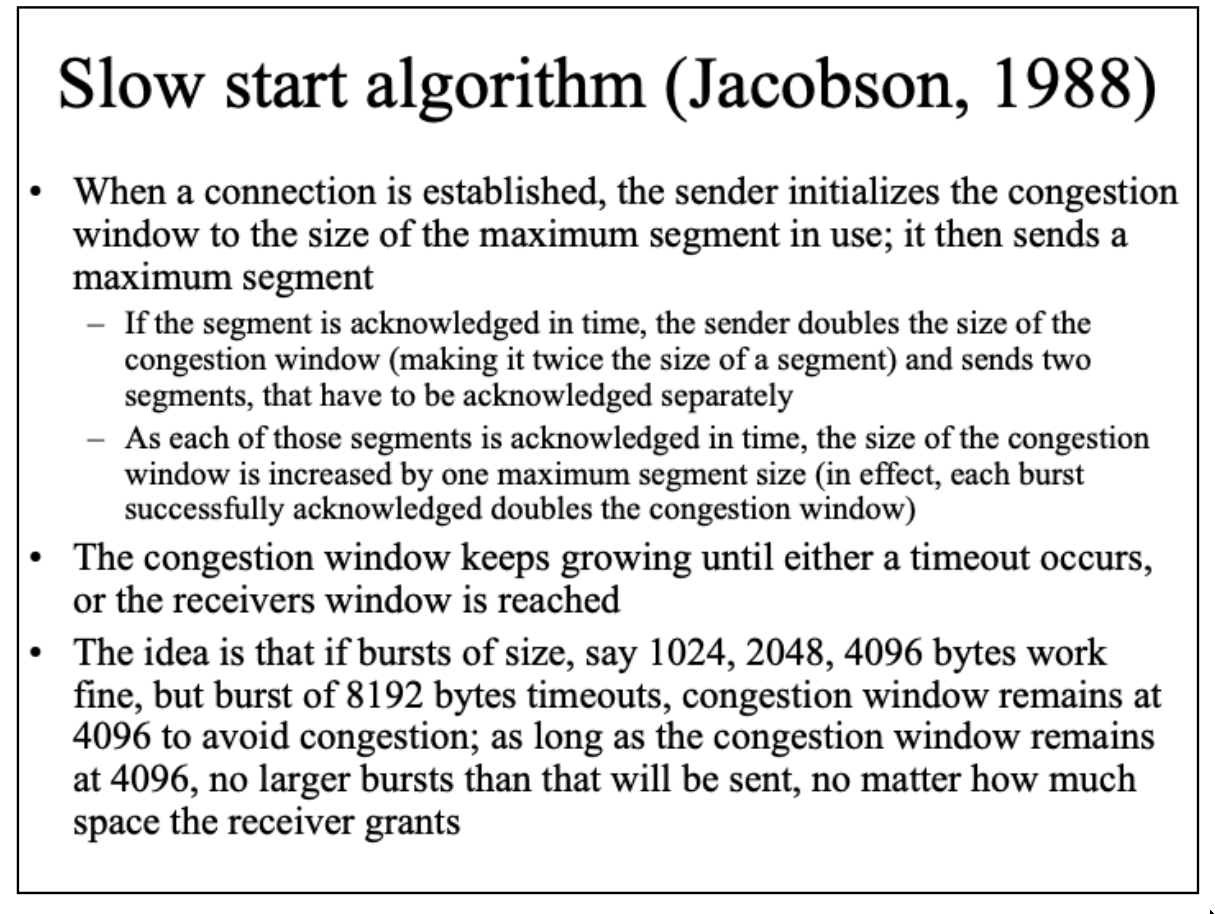 Slow start algorithm (Jacobson, 1988)
• When a connection is established, the sender initializes the congestion
window to the size of the maximum segment in use; it then sends a
maximum segment
– If the segment is acknowledged in time, the sender doubles the size of the
congestion window (making it twice the size of a segment) and sends two
segments, that have to be acknowledged separately
– As each of those segments is acknowledged in time, the size of the congestion
window is increased by one maximum segment size (in effect, each burst
successfully acknowledged doubles the congestion window)
• The congestion window keeps growing until either a timeout occurs,
or the receivers window is reached
• The idea is that if bursts of size, say 1024, 2048, 4096 bytes work
fine, but burst of 8192 bytes timeouts, congestion window remains at
4096 to avoid congestion; as long as the congestion window remains
at 4096, no larger bursts than that will be sent, no matter how much
space the receiver grants